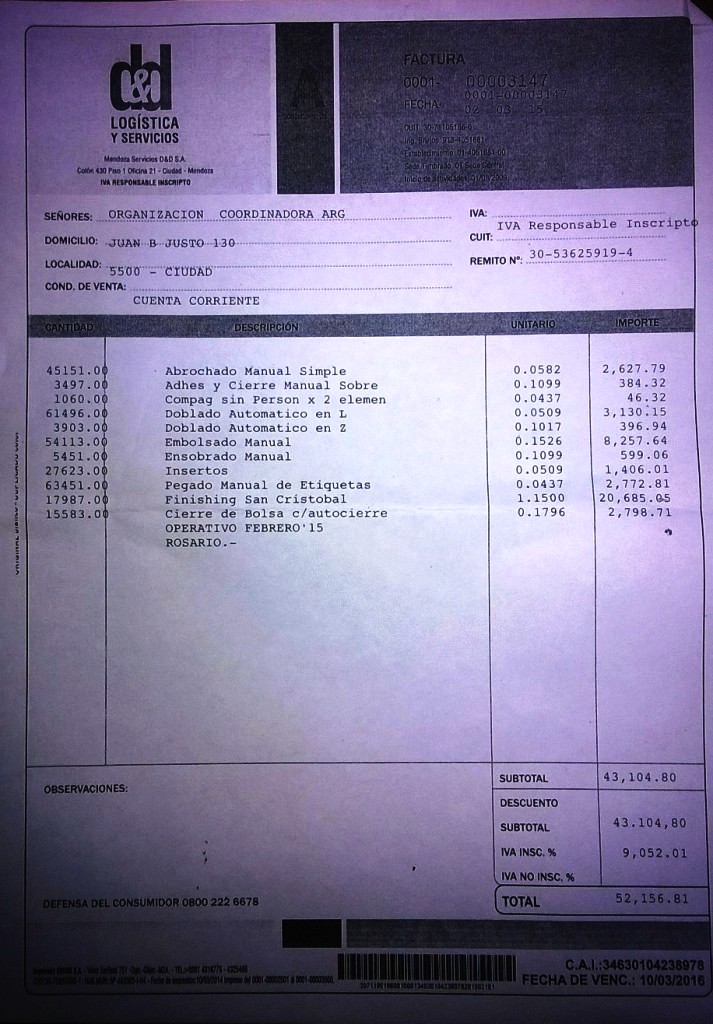 d&d
LOGÍSTICA
Y SERVICIOS
Mendoza Servicios D&D S.A.
Colón 430 Piso 1 Oficina 21 - Ciudad - Mendoza
IVA RESPONSABLE INSCRIPTO
A
FACTURA
0001- 00003147
0001-00003147
FECHA: 02 03 15
SEÑORES: ORGANIZACION COORDINADORA ARG
DOMICILIO: JUAN B JUSTO 130
LOCALIDAD: 5500 - CIUDAD
COND. DE VENTA: CUENTA CORRIENTE
IVA: IVA Responsable Inscripto
CUIT: 30-53625919-4
REMITO Nº:
CANTIDAD DESCRIPCIÓN UNITARIO IMPORTE
45151.00 Abrochado Manual Simple 0.0582 2,627.79
3497.00 Adhes y Cierre Manual Sobre 0.1099 384.32
1060.00 Compag sin Person x 2 elemen 0.0437 46.32
61496.00 Doblado Automatico en L 0.0509 3,130.15
3903.00 Doblado Automatico en Z 0.1017 396.94
54113.00 Embolsado Manual 0.1526 8,257.64
5451.00 Ensobrado Manual 0.1099 599.06
27623.00 Insertos 0.0509 1,406.01
63451.00 Pegado Manual de Etiquetas 0.0437 2,772.81
17987.00 Finishing San Cristobal 1.1500 20,685.05
15583.00 Cierre de Bolsa c/autocierre 0.1796 2,798.71
OPERATIVO FEBRERO'15
ROSARIO.-
OBSERVACIONES:
SUBTOTAL 43,104.80
DESCUENTO
SUBTOTAL 43.104,80
IVA INSC. % 9,052.01
IVA NO INSC. %
TOTAL 52,156.81
DEFENSA DEL CONSUMIDOR 0800 222 6678
C.A.I.:34630104238978
FECHA DE VENC.: 10/03/2016